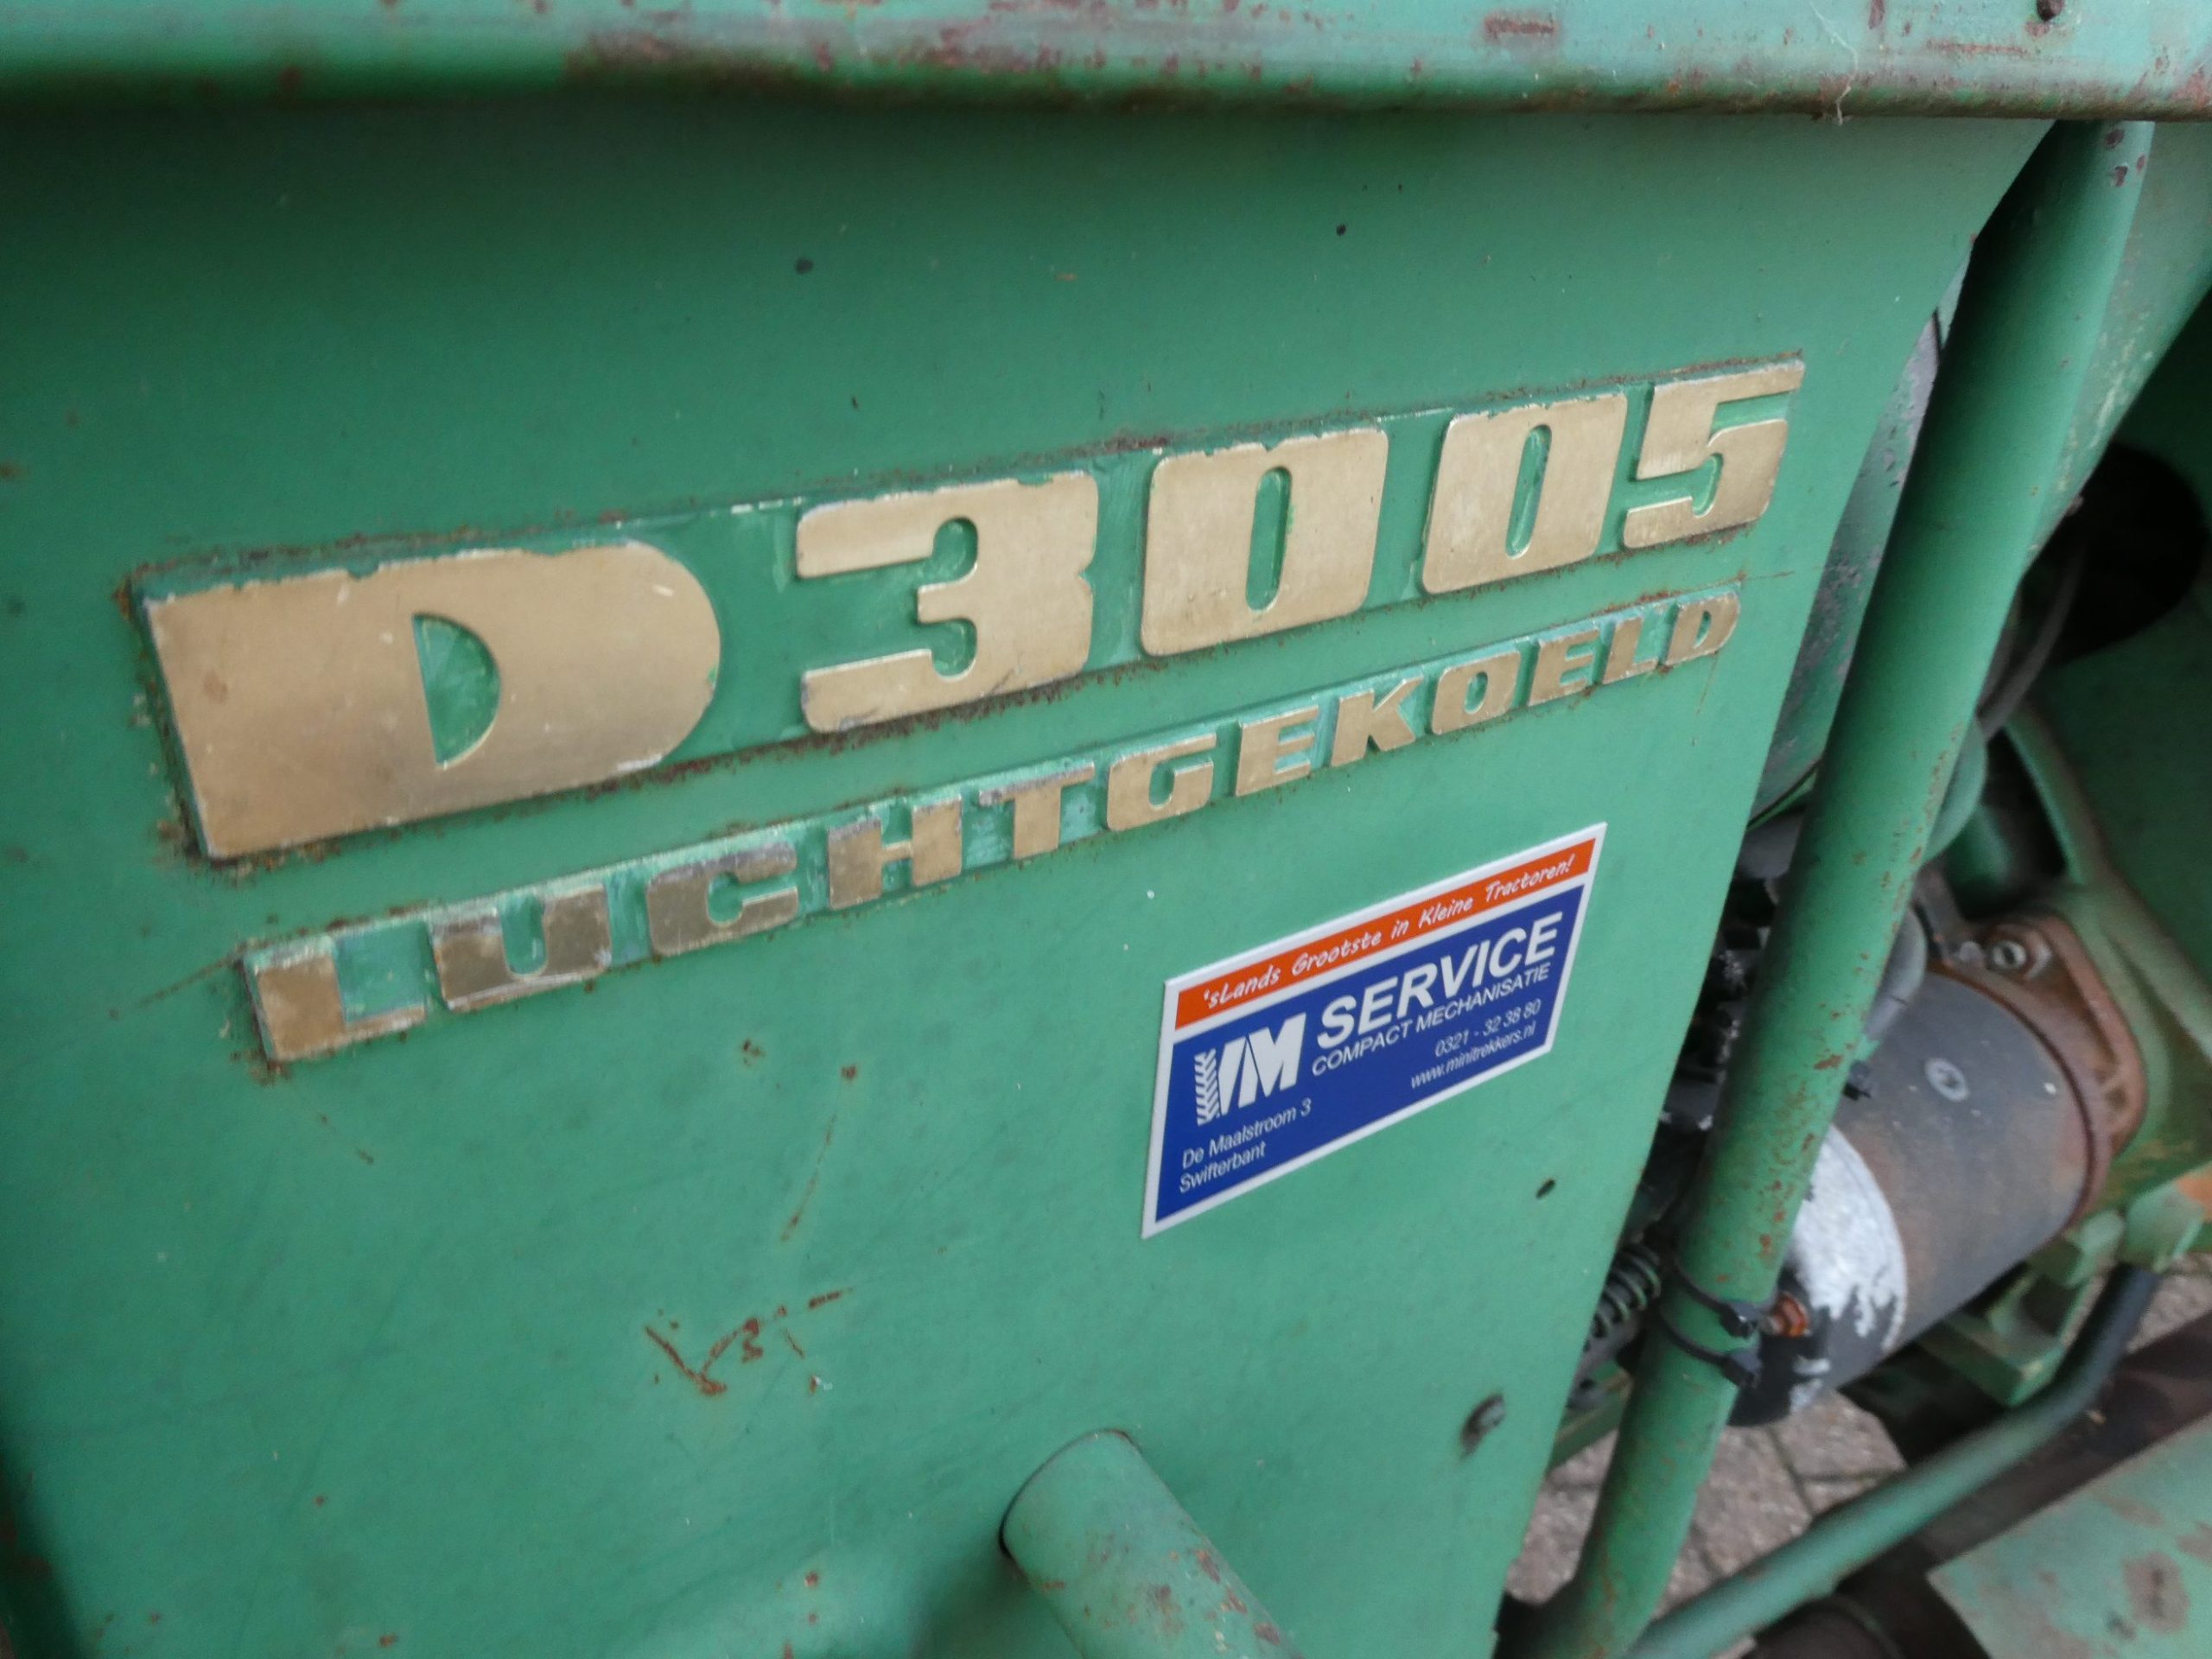 D 3005
LUCHTGEKOELD
'sLands Grootste in Kleine Tractoren!
VM SERVICE
COMPACT MECHANISATIE
0321 - 32 38 80
www.minitrekkers.nl
De Maalstroom 3
Swifterbant